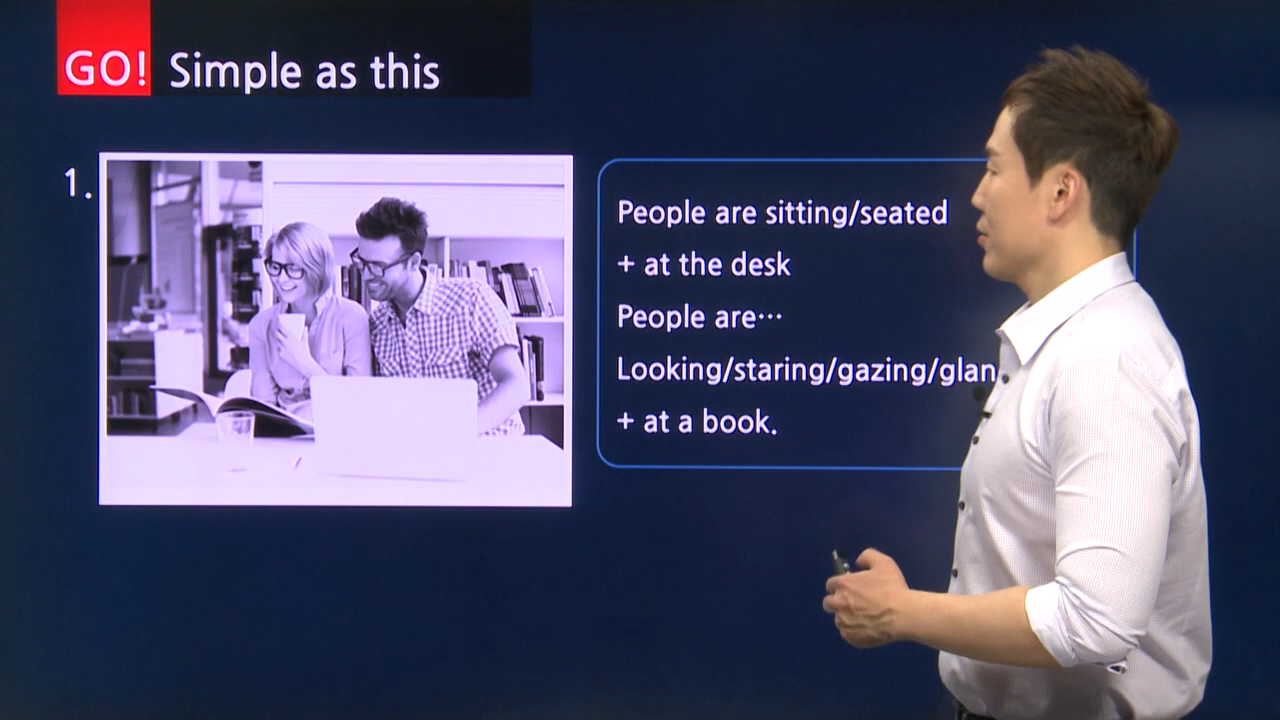 GO! Simple as this
1.
People are sitting/seated
+ at the desk
People are…
Looking/staring/gazing/glan
+ at a book.